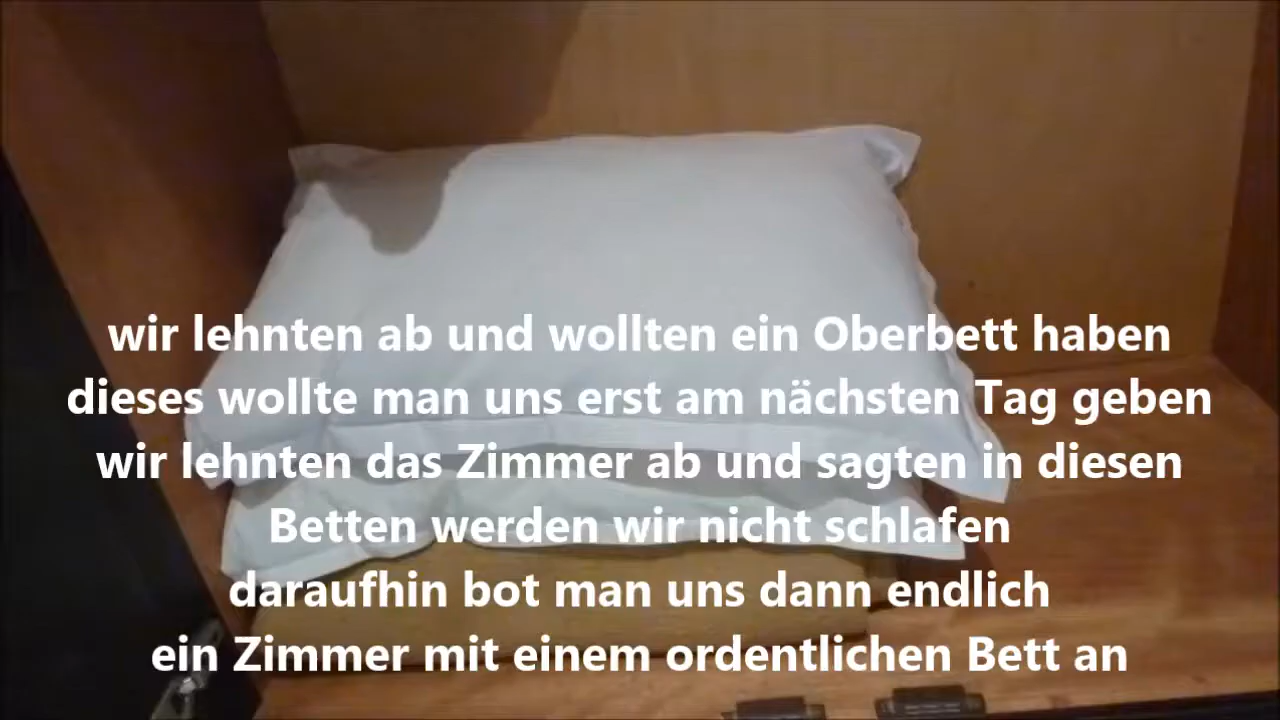 wir lehnten ab und wollten ein Oberbett haben
dieses wollte man uns erst am nächsten Tag geben
wir lehnten das Zimmer ab und sagten in diesen
Betten werden wir nicht schlafen
daraufhin bot man uns dann endlich
ein Zimmer mit einem ordentlichen Bett an